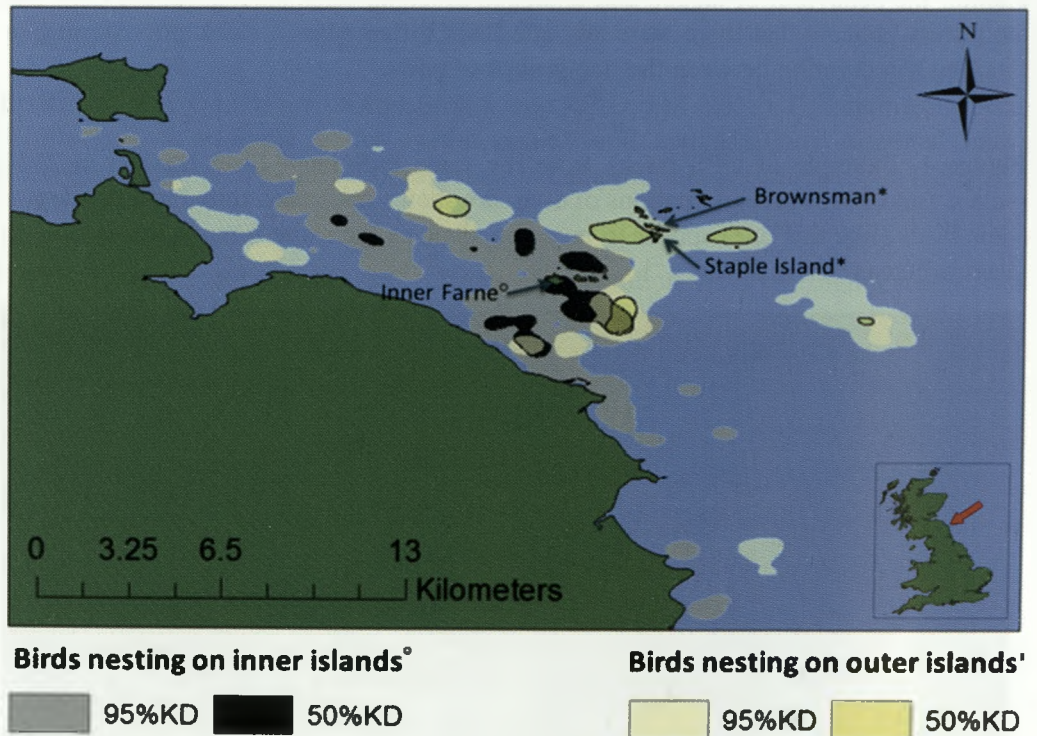 N
Brownsman*
Staple Island*
Inner Farne°
0 3.25 6.5 13
Kilometers
Birds nesting on inner islands°
95%KD 50%KD
Birds nesting on outer islands'
95%KD 50%KD